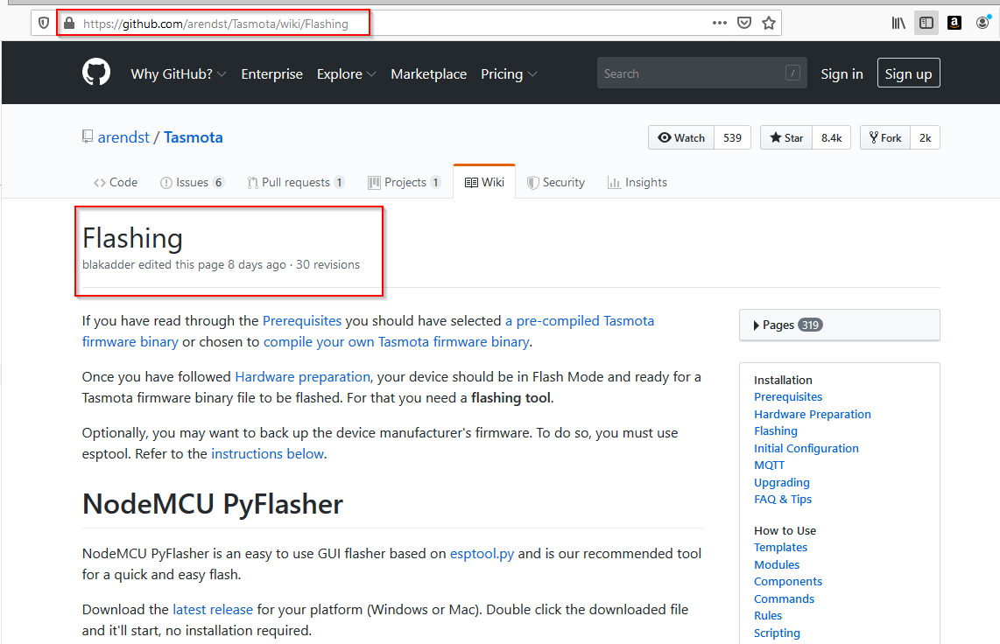 https://github.com/arendst/Tasmota/wiki/Flashing
Why GitHub? Enterprise Explore Marketplace Pricing Search / Sign in Sign up
arendst / Tasmota Watch 539 Star 8.4k Fork 2k
Code Issues 6 Pull requests 1 Projects 1 Wiki Security Insights
Flashing
blakadder edited this page 8 days ago · 30 revisions
If you have read through the Prerequisites you should have selected a pre-compiled Tasmota
firmware binary or chosen to compile your own Tasmota firmware binary.
Once you have followed Hardware preparation, your device should be in Flash Mode and ready for a
Tasmota firmware binary file to be flashed. For that you need a flashing tool.
Optionally, you may want to back up the device manufacturer's firmware. To do so, you must use
esptool. Refer to the instructions below.
NodeMCU PyFlasher
NodeMCU PyFlasher is an easy to use GUI flasher based on esptool.py and is our recommended tool
for a quick and easy flash.
Download the latest release for your platform (Windows or Mac). Double click the downloaded file
and it'll start, no installation required.
Pages 319
Installation
Prerequisites
Hardware Preparation
Flashing
Initial Configuration
MQTT
Upgrading
FAQ & Tips
How to Use
Templates
Modules
Components
Commands
Rules
Scripting